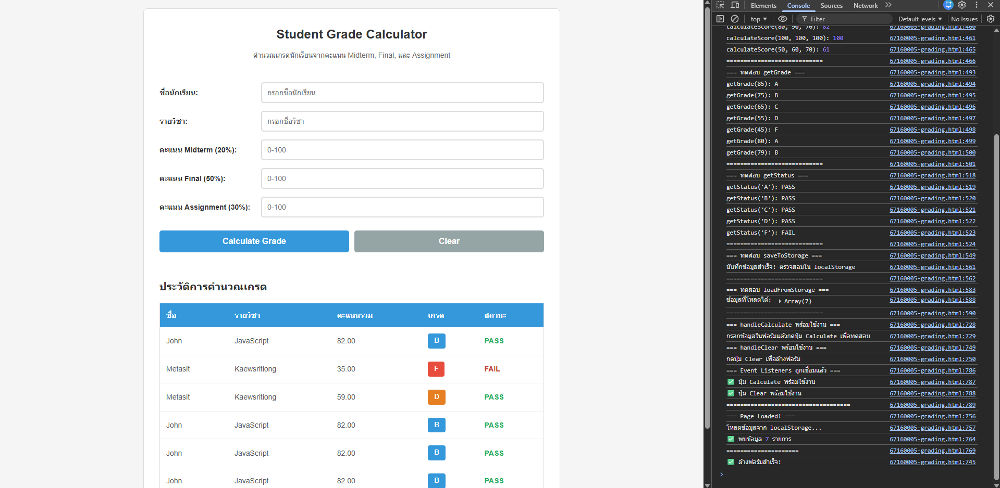 Student Grade Calculator
คำนวณเกรดนักเรียนจากคะแนน Midterm, Final, และ Assignment
ชื่อนักเรียน:
กรอกชื่อนักเรียน
รายวิชา:
กรอกชื่อวิชา
คะแนน Midterm (20%):
0-100
คะแนน Final (50%):
0-100
คะแนน Assignment (30%):
0-100
Calculate Grade
Clear
ประวัติการคำนวณเกรด
ชื่อ รายวิชา คะแนนรวม เกรด สถานะ
John JavaScript 82.00 B PASS
Metasit Kaewsritiong 35.00 F FAIL
Metasit Kaewsritiong 59.00 D PASS
John JavaScript 82.00 B PASS
John JavaScript 82.00 B PASS
John JavaScript 82.00 B PASS
Elements Console Sources Network
top Filter Default levels No Issues
calculateScore(80, 90, 70): 82 67160005-grading.html:460
calculateScore(100, 100, 100): 100 67160005-grading.html:461
calculateScore(50, 60, 70): 61 67160005-grading.html:465
============================ 67160005-grading.html:466
=== ทดสอบ getGrade === 67160005-grading.html:493
getGrade(85): A 67160005-grading.html:494
getGrade(75): B 67160005-grading.html:495
getGrade(65): C 67160005-grading.html:496
getGrade(55): D 67160005-grading.html:497
getGrade(45): F 67160005-grading.html:498
getGrade(80): A 67160005-grading.html:499
getGrade(79): B 67160005-grading.html:500
============================ 67160005-grading.html:501
=== ทดสอบ getStatus === 67160005-grading.html:518
getStatus('A'): PASS 67160005-grading.html:519
getStatus('B'): PASS 67160005-grading.html:520
getStatus('C'): PASS 67160005-grading.html:521
getStatus('D'): PASS 67160005-grading.html:522
getStatus('F'): FAIL 67160005-grading.html:523
============================ 67160005-grading.html:524
=== ทดสอบ saveToStorage === 67160005-grading.html:549
บันทึกข้อมูลสำเร็จ! ตรวจสอบใน localStorage 67160005-grading.html:561
============================ 67160005-grading.html:562
=== ทดสอบ loadFromStorage === 67160005-grading.html:583
ข้อมูลที่โหลดได้: Array(7) 67160005-grading.html:588
============================ 67160005-grading.html:590
=== handleCalculate พร้อมใช้งาน === 67160005-grading.html:728
กรอกข้อมูลในฟอร์มแล้วกดปุ่ม Calculate เพื่อทดสอบ 67160005-grading.html:729
=== handleClear พร้อมใช้งาน === 67160005-grading.html:749
กดปุ่ม Clear เพื่อล้างฟอร์ม 67160005-grading.html:750
=== Event Listeners ถูกเชื่อมแล้ว === 67160005-grading.html:786
✅ ปุ่ม Calculate พร้อมใช้งาน 67160005-grading.html:787
✅ ปุ่ม Clear พร้อมใช้งาน 67160005-grading.html:788
==================================== 67160005-grading.html:789
=== Page Loaded! === 67160005-grading.html:756
โหลดข้อมูลจาก localStorage... 67160005-grading.html:757
✅ พบข้อมูล 7 รายการ 67160005-grading.html:764
===================== 67160005-grading.html:769
✅ ล้างฟอร์มสำเร็จ! 67160005-grading.html:745